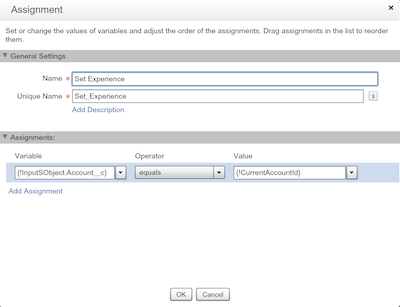 Assignment
Set or change the values of variables and adjust the order of the assignments. Drag assignments in the list to reorder
them.
General Settings
Name * Set Experience
Unique Name * Set_Experience i
Add Description
Assignments:
Variable Operator Value
{!InputSObject.Account__c} equals {!CurrentAccountId}
Add Assignment
OK Cancel